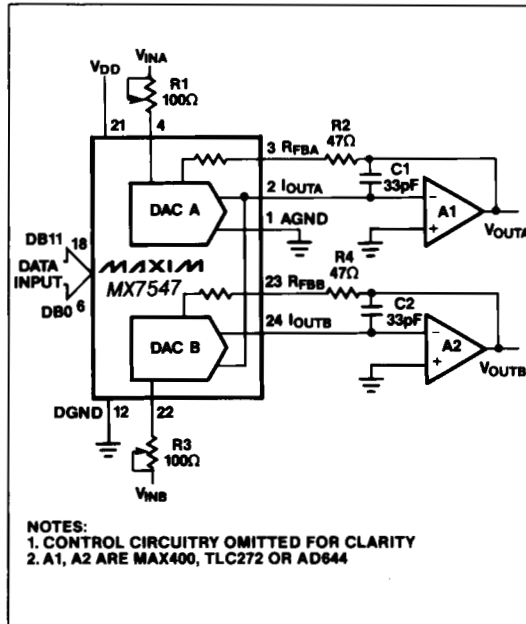 VINA
VDD
R1
100Ω
21
4
3 RFBA
R2
47Ω
C1
33pF
2 IOUTA
DAC A
1 AGND
A1
VOUTA
DB11 18
DATA
INPUT
DB0 6
MAXIM
MX7547
R4
47Ω
23 RFBB
24 IOUTB
C2
33pF
DAC B
A2
VOUTB
DGND 12
22
R3
100Ω
VINB
NOTES:
1. CONTROL CIRCUITRY OMITTED FOR CLARITY
2. A1, A2 ARE MAX400, TLC272 OR AD644